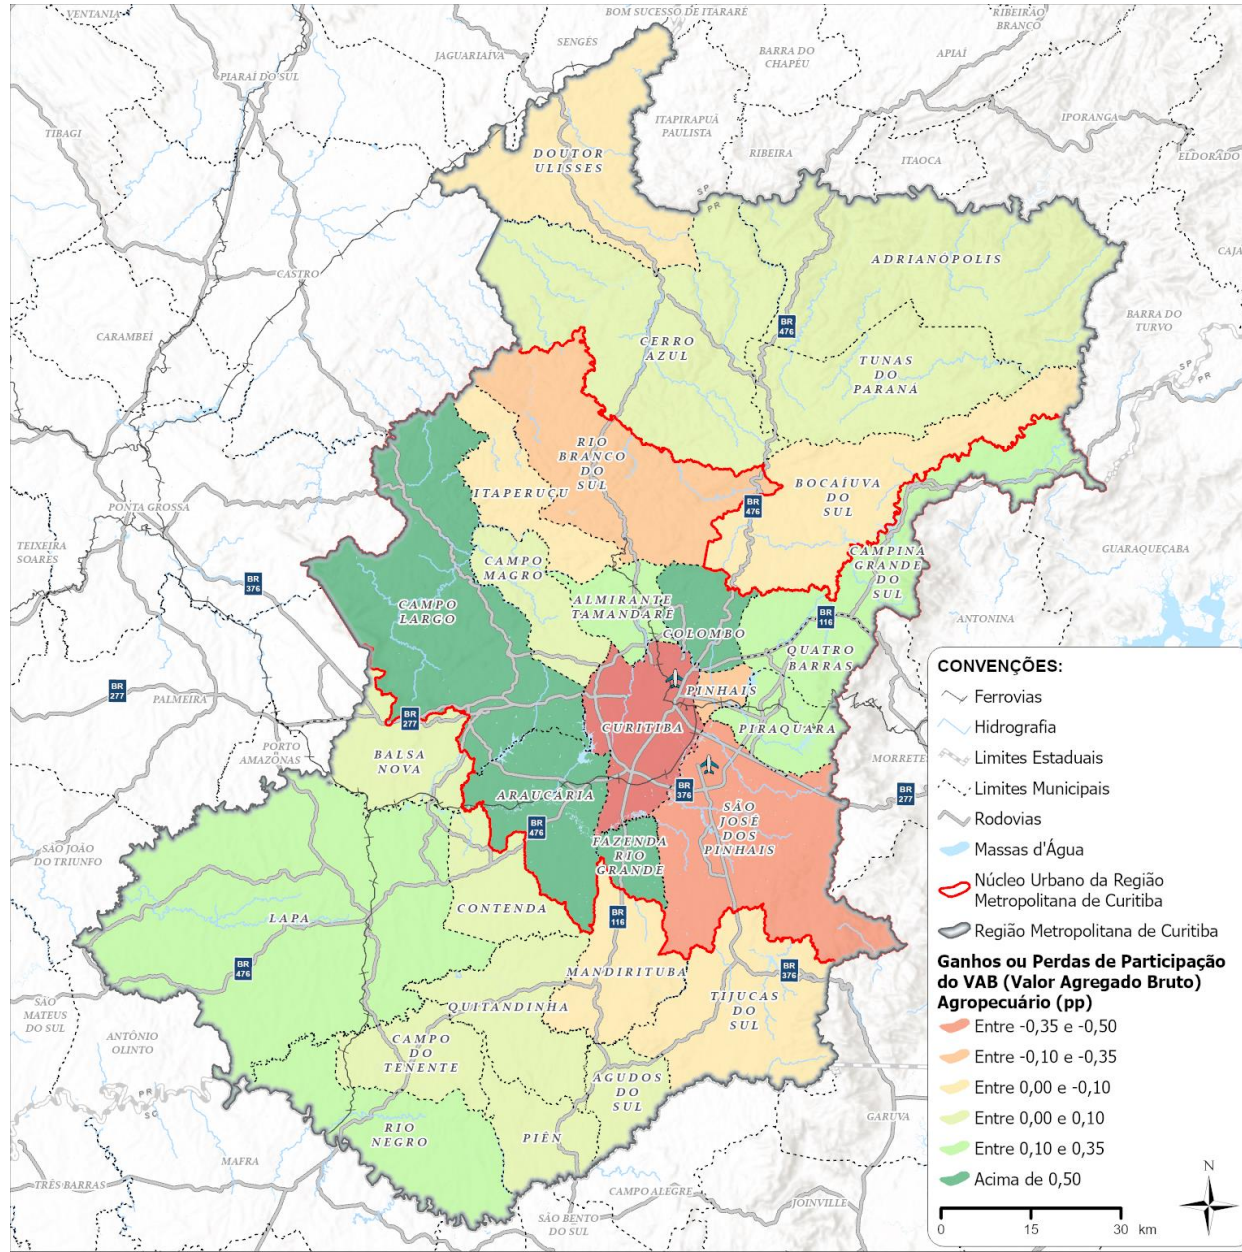 VENTANIA
BOM SUCESSO DE ITARARÉ
RIBEIRÃO
BRANCO
SENGÉS
JAGUARIAÍVA
BARRA DO
CHAPÉU
APIAÍ
PIARAÍ DO SUL
TIBAGI
ITAPIRAPUÃ
PAULISTA
IPORANGA
DOUTOR
ULISSES
RIBEIRA
ITAOCA
ELDORADO
SP
PR
ADRIANÓPOLIS
CAJA
CASTRO
BARRA DO
TURVO
CARAMBEÍ
BR
476
CERRO
AZUL
TUNAS
DO
PARANÁ
SP
PR
RIO
BRANCO
DO
SUL
ITAPERUÇU
BOCAÍUVA
DO
SUL
BR
476
PONTA GROSSA
TEIXEIRA
SOARES
CAMPO
MAGRO
CAMPINA
GRANDE
DO
SUL
GUARAQUEÇABA
BR
376
CAMPO
LARGO
ALMIRANTE
TAMANDARÉ
COLOMBO
BR
116
QUATRO
BARRAS
ANTONINA
BR
277
PALMEIRA
PINHAIS
CURITIBA
PIRAQUARA
BR
277
PORTO
AMAZONAS
BALSA
NOVA
MORRETES
ARAUCÁRIA
BR
376
BR
277
BR
476
SÃO
JOSÉ
DOS
PINHAIS
FAZENDA
RIO
GRANDE
SÃO JOÃO
DO TRIUNFO
LAPA
CONTENDA
BR
116
BR
476
MANDIRITUBA
BR
376
SÃO
MATEUS
DO SUL
QUITANDINHA
TIJUCAS
DO
SUL
ANTÔNIO
OLINTO
CAMPO
DO
TENENTE
AGUDOS
DO
SUL
PR
SC
RIO
NEGRO
PIÊN
GARUVA
MAFRA
TRÊS BARRAS
CAMPO ALEGRE
JOINVILLE
SÃO BENTO
DO SUL
CONVENÇÕES:
Ferrovias
Hidrografia
Limites Estaduais
Limites Municipais
Rodovias
Massas d'Água
Núcleo Urbano da Região
Metropolitana de Curitiba
Região Metropolitana de Curitiba
Ganhos ou Perdas de Participação
do VAB (Valor Agregado Bruto)
Agropecuário (pp)
Entre -0,35 e -0,50
Entre -0,10 e -0,35
Entre 0,00 e -0,10
Entre 0,00 e 0,10
Entre 0,10 e 0,35
Acima de 0,50
N
0 15 30 km